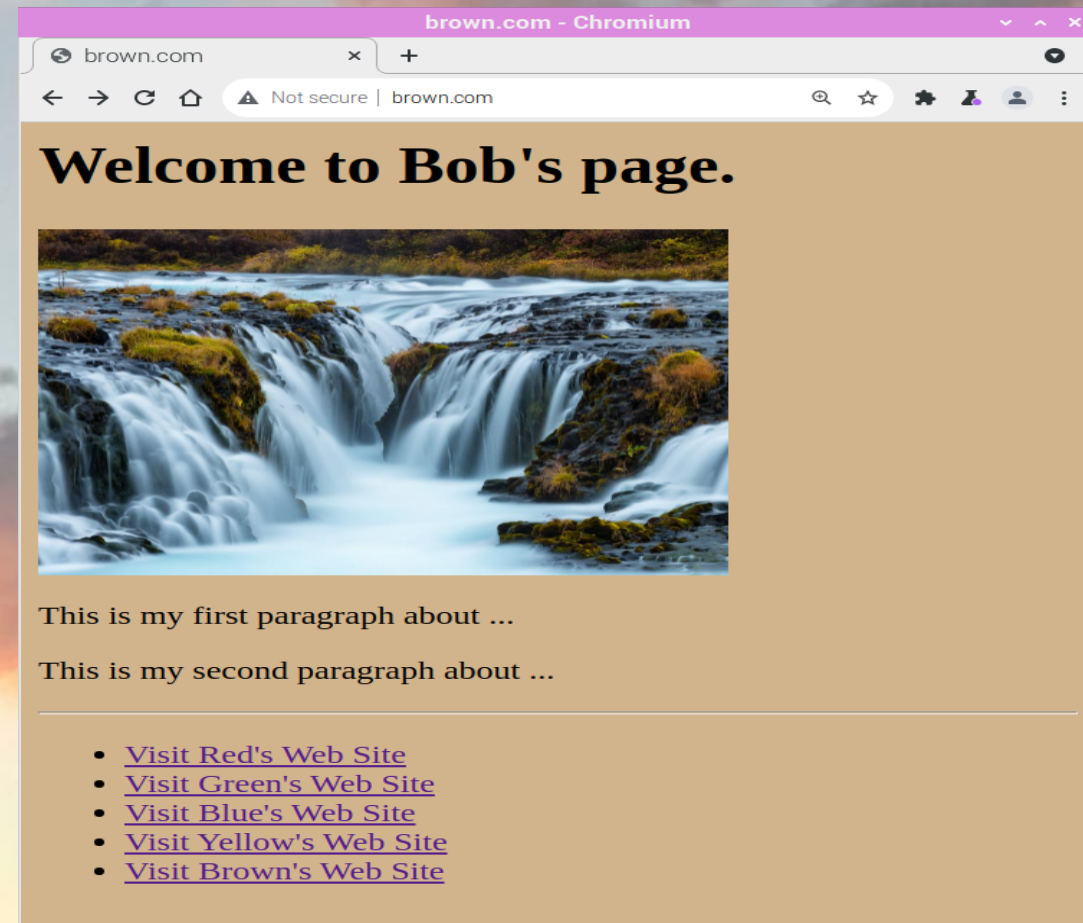 brown.com - Chromium
brown.com
Not secure | brown.com
Welcome to Bob's page.
This is my first paragraph about ...
This is my second paragraph about ...
Visit Red's Web Site
Visit Green's Web Site
Visit Blue's Web Site
Visit Yellow's Web Site
Visit Brown's Web Site